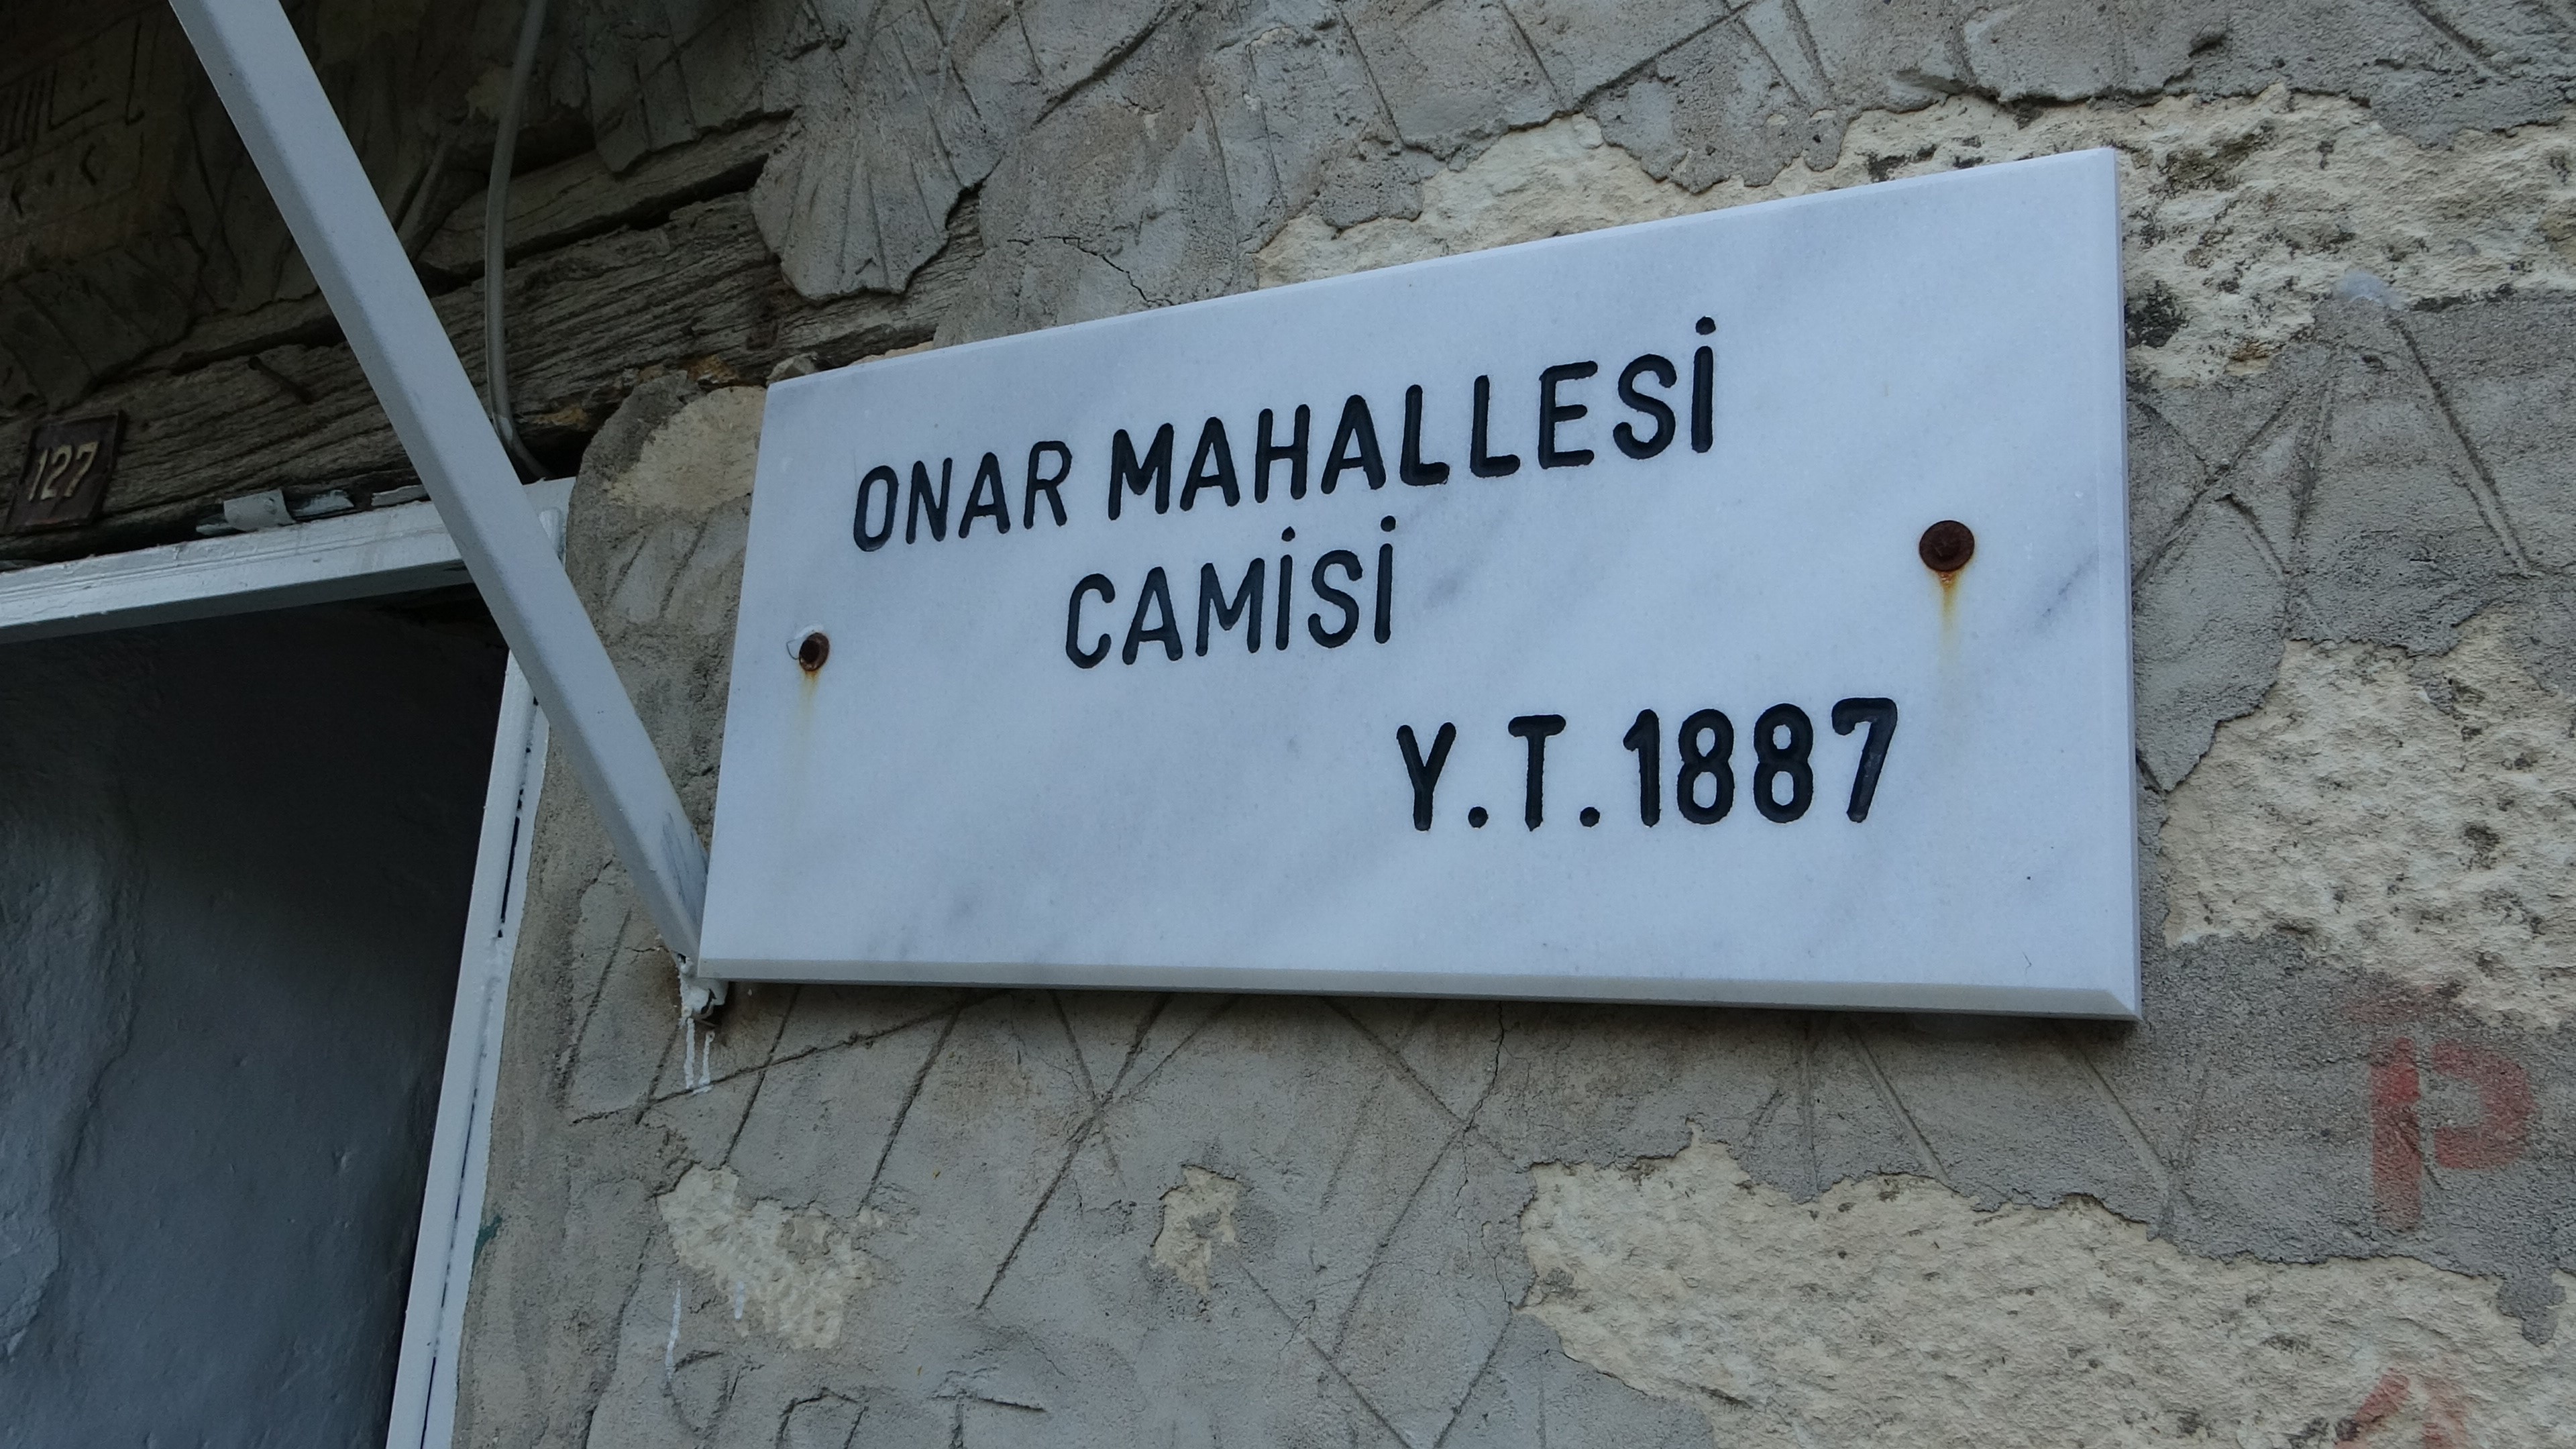 127
ONAR MAHALLESİ
CAMİSİ
Y.T.1887
P